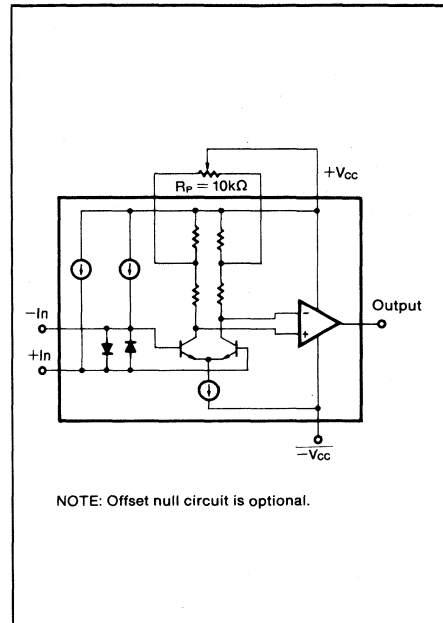 +VCC
RP = 10kΩ
−In
+In
−
+
Output
−VCC
NOTE: Offset null circuit is optional.